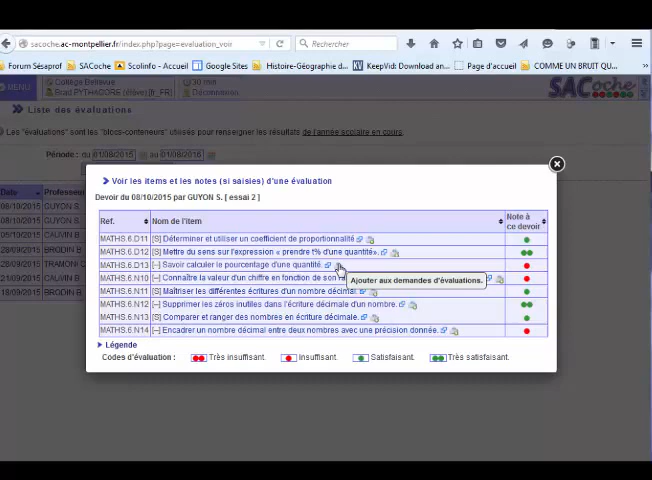 sacoche.ac-montpellier.fr/index.php?page=evaluation_voir
Rechercher
Forum Sésaprof SACoche ScolInfo - Accueil Google Sites Histoire-Géographie d... KeepVid: Download an... Page d'accueil COMME UN BRUIT QU...
MENU Collège Bellevue 30 min SACoche
Brad PYTHAGORE (élève) [fr_FR] Déconnexion
Liste des évaluations
Les "évaluations" sont les "blocs-conteneurs" utilisés pour renseigner les résultats de l'année scolaire en cours.
Période : du 01/08/2015 au 01/08/2016
Voir les items et les notes (si saisies) d'une évaluation
Devoir du 08/10/2015 par GUYON S. [ essai 2 ]
Date Professeur
08/10/2015 GUYON S.
08/10/2015 GUYON S.
05/10/2015 CAUVIN B
28/09/2015 BRODIN B
28/09/2015 TRAMONI C
21/09/2015 CAUVIN B
18/09/2015 BRODIN B
Ref. Nom de l'item Note à ce devoir
MATHS.6.D11 [S] Déterminer et utiliser un coefficient de proportionnalité
MATHS.6.D12 [S] Mettre du sens sur l'expression « prendre t% d'une quantité».
MATHS.6.D13 [–] Savoir calculer le pourcentage d'une quantité
MATHS.6.N10 [–] Connaître la valeur d'un chiffre en fonction de son
Ajouter aux demandes d'évaluations.
MATHS.6.N11 [S] Maîtriser les différentes écritures d'un nombre décimal.
MATHS.6.N12 [–] Supprimer les zéros inutiles dans l'écriture décimale d'un nombre.
MATHS.6.N13 [S] Comparer et ranger des nombres en écriture décimale.
MATHS.6.N14 [–] Encadrer un nombre décimal entre deux nombres avec une précision donnée.
Légende
Codes d'évaluation : Très insuffisant. Insuffisant. Satisfaisant. Très satisfaisant.